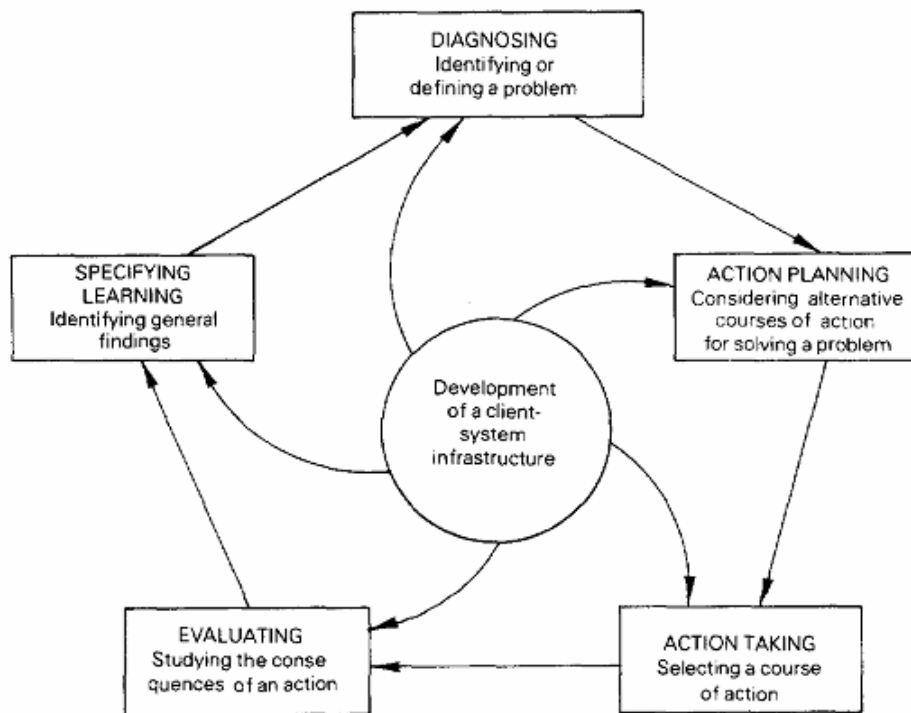 DIAGNOSING
Identifying or
defining a problem
SPECIFYING
LEARNING
Identifying general
findings
ACTION PLANNING
Considering alternative
courses of action
for solving a problem
Development
of a client-
system
infrastructure
EVALUATING
Studying the conse
quences of an action
ACTION TAKING
Selecting a course
of action